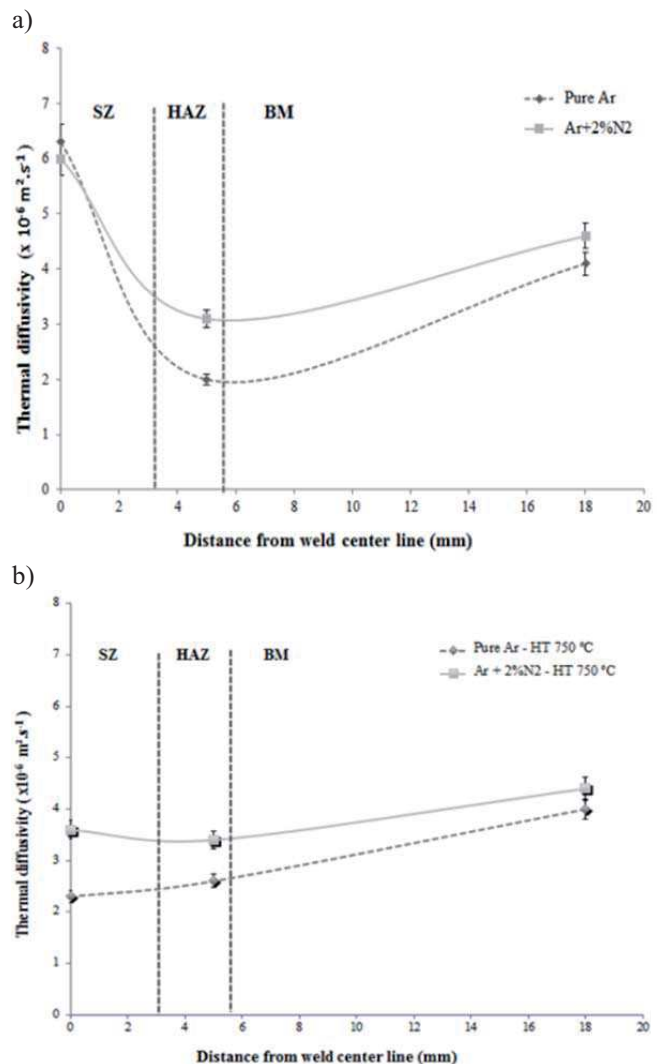 a)
Thermal diffusivity (x 10⁻⁶ m².s⁻¹)
8
7
6
5
4
3
2
1
0
SZ HAZ BM
Pure Ar
Ar+2%N2
0 2 4 6 8 10 12 14 16 18 20
Distance from weld center line (mm)
b)
Thermal diffusivity (x10⁻⁶ m².s⁻¹)
8
7
6
5
4
3
2
1
0
SZ HAZ BM
Pure Ar - HT 750 ºC
Ar + 2%N2 - HT 750 ºC
0 2 4 6 8 10 12 14 16 18 20
Distance from weld center line (mm)